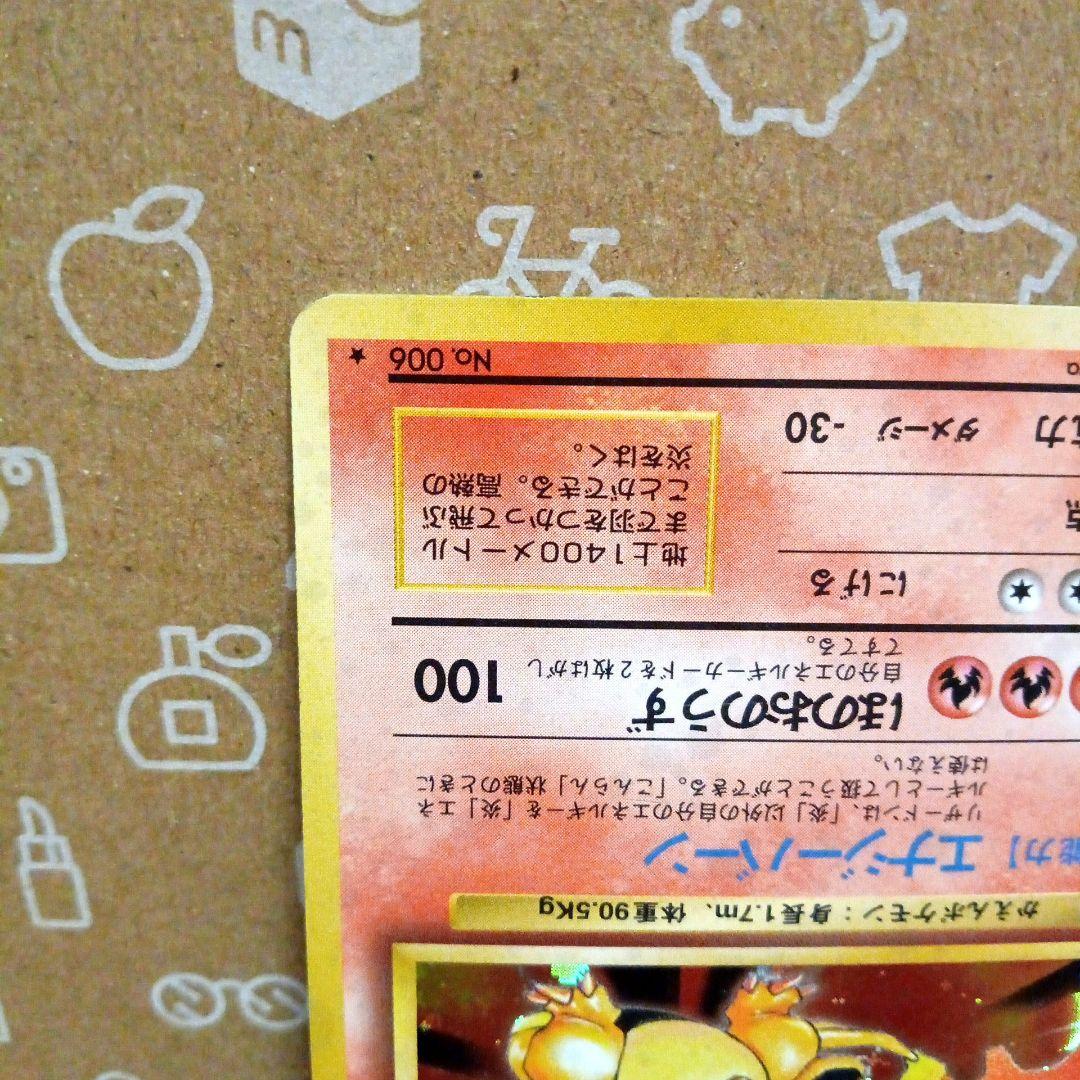 m
かえんポケモン：身長1.7m、体重90.5Kg
能力】 エナジーバーン
リザードンは、「炎」以外の自分のエネルギーを「炎」エネ
ルギーとして扱うことができる。「こんらん」状態のときに
は使えない。
ほのおのうず 100
自分のエネルギーカードを2枚はがし
てすてる。
にげる
点
力 ダメージ -30
地上1400メートル
まで羽をつかって飛ぶ
ことができる。高熱の
炎をはく。
No. 006 ★